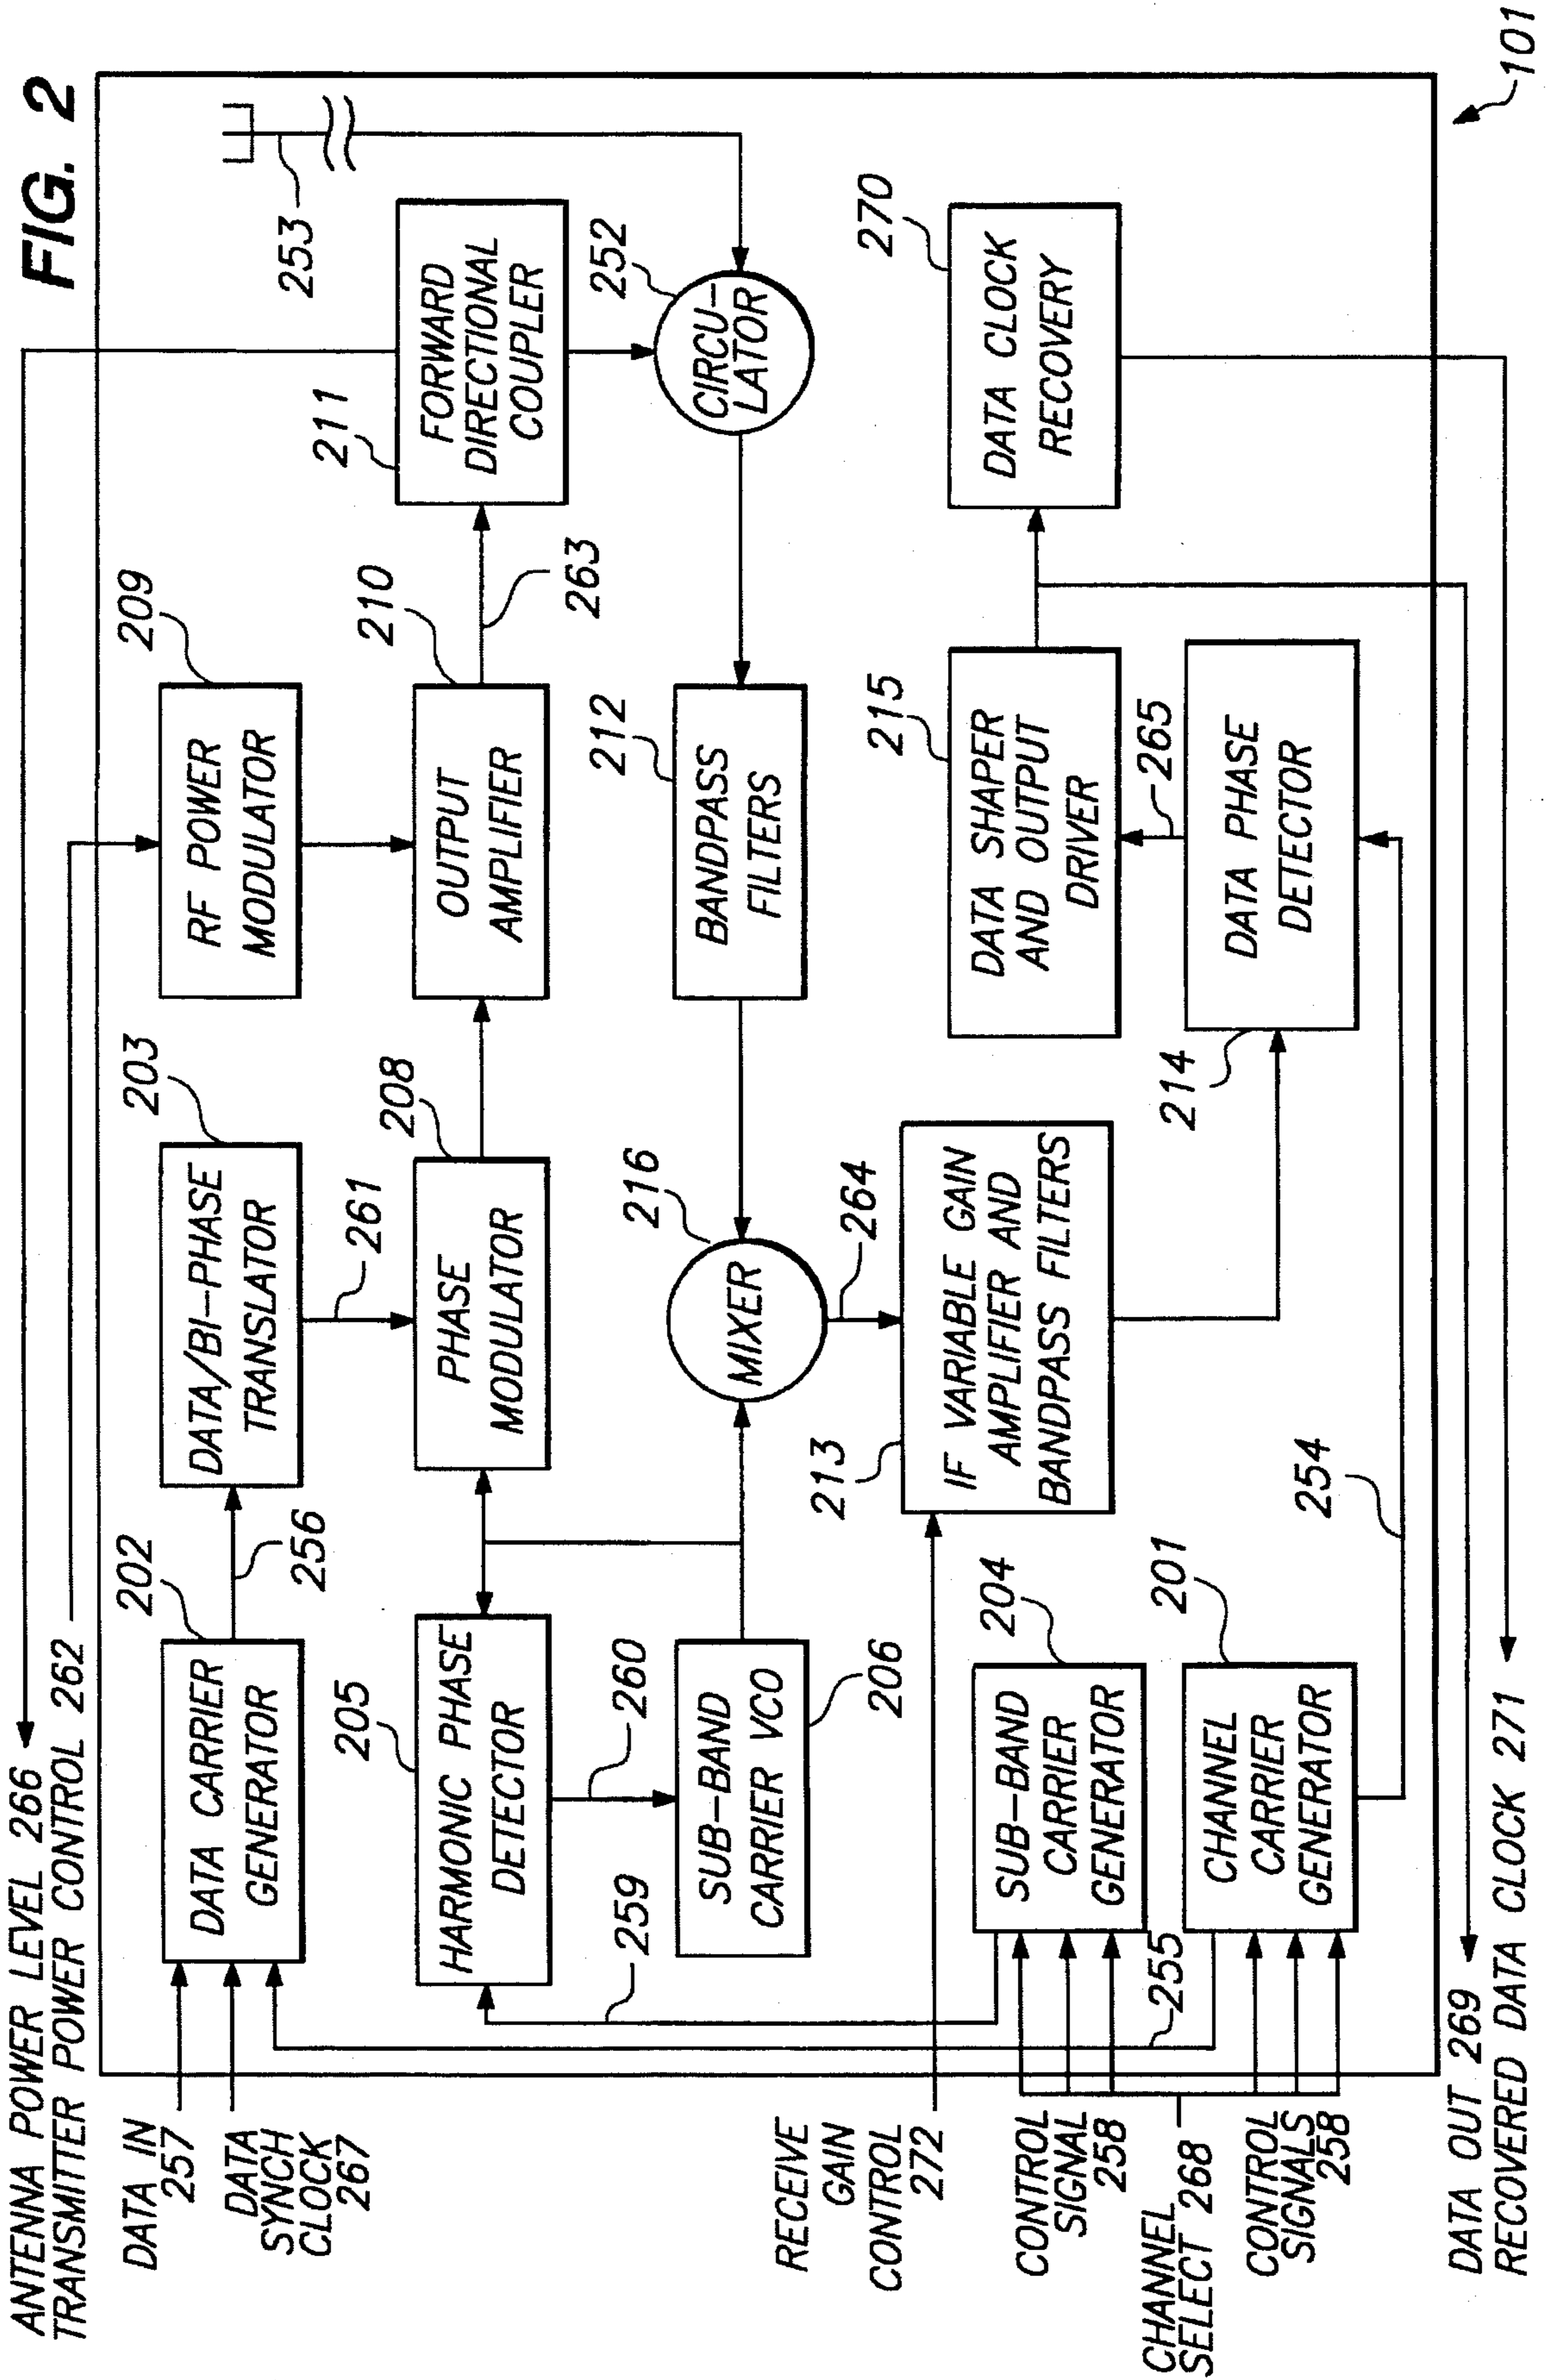 FIG. 2
ANTENNA POWER LEVEL 266
TRANSMITTER POWER CONTROL 262
DATA IN
257
DATA
SYNCH
CLOCK
267
202
DATA CARRIER
GENERATOR
256
203
DATA/BI-PHASE
TRANSLATOR
261
209
RF POWER
MODULATOR
205
HARMONIC PHASE
DETECTOR
260
208
PHASE
MODULATOR
210
OUTPUT
AMPLIFIER
263
211
FORWARD
DIRECTIONAL
COUPLER
253
259
SUB-BAND
CARRIER VCO
206
216
MIXER
264
212
BANDPASS
FILTERS
252
CIRCU-
LATOR
RECEIVE
GAIN
CONTROL
272
213
IF VARIABLE GAIN
AMPLIFIER AND
BANDPASS FILTERS
215
DATA SHAPER
AND OUTPUT
DRIVER
265
270
DATA CLOCK
RECOVERY
CONTROL
SIGNAL
258
204
SUB-BAND
CARRIER
GENERATOR
CHANNEL
SELECT 268
255
201
CHANNEL
CARRIER
GENERATOR
254
214
DATA PHASE
DETECTOR
CONTROL
SIGNALS
258
DATA OUT 269
RECOVERED DATA CLOCK 271
101